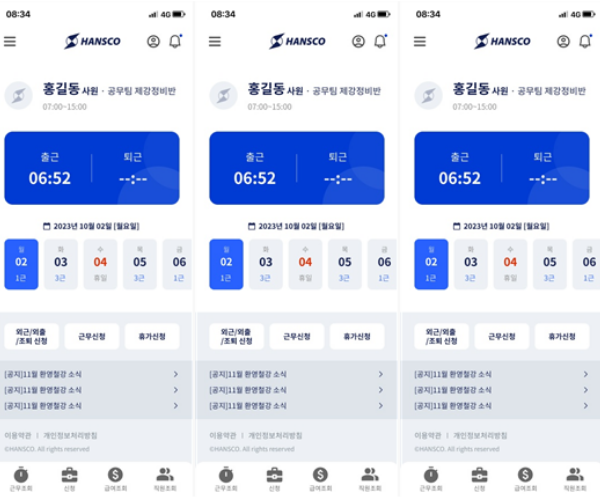 08:34
4G
HANSCO
홍길동 사원 · 공무팀 제강정비반
07:00~15:00
출근
퇴근
06:52
--:--
2023년 10월 02일 [월요일]
일 화 수 목 금
02 03 04 05 06
1근 3근 휴일 3근 1근
외근/외출
/조퇴 신청
근무신청
휴가신청
[공지]11월 환영철강 소식
[공지]11월 환영철강 소식
[공지]11월 환영철강 소식
이용약관 | 개인정보처리방침
©HANSCO. All rights reserved
근무조회 신청 급여조회 직원조회
08:34
4G
HANSCO
홍길동 사원 · 공무팀 제강정비반
07:00~15:00
출근
퇴근
06:52
--:--
2023년 10월 02일 [월요일]
일 화 수 목 금
02 03 04 05 06
1근 3근 휴일 3근 1근
외근/외출
/조퇴 신청
근무신청
휴가신청
[공지]11월 환영철강 소식
[공지]11월 환영철강 소식
[공지]11월 환영철강 소식
이용약관 | 개인정보처리방침
©HANSCO. All rights reserved
근무조회 신청 급여조회 직원조회
08:34
4G
HANSCO
홍길동 사원 · 공무팀 제강정비반
07:00~15:00
출근
퇴근
06:52
--:--
2023년 10월 02일 [월요일]
일 화 수 목 금
02 03 04 05 06
1근 3근 휴일 3근 1근
외근/외출
/조퇴 신청
근무신청
휴가신청
[공지]11월 환영철강 소식
[공지]11월 환영철강 소식
[공지]11월 환영철강 소식
이용약관 | 개인정보처리방침
©HANSCO. All rights reserved
근무조회 신청 급여조회 직원조회